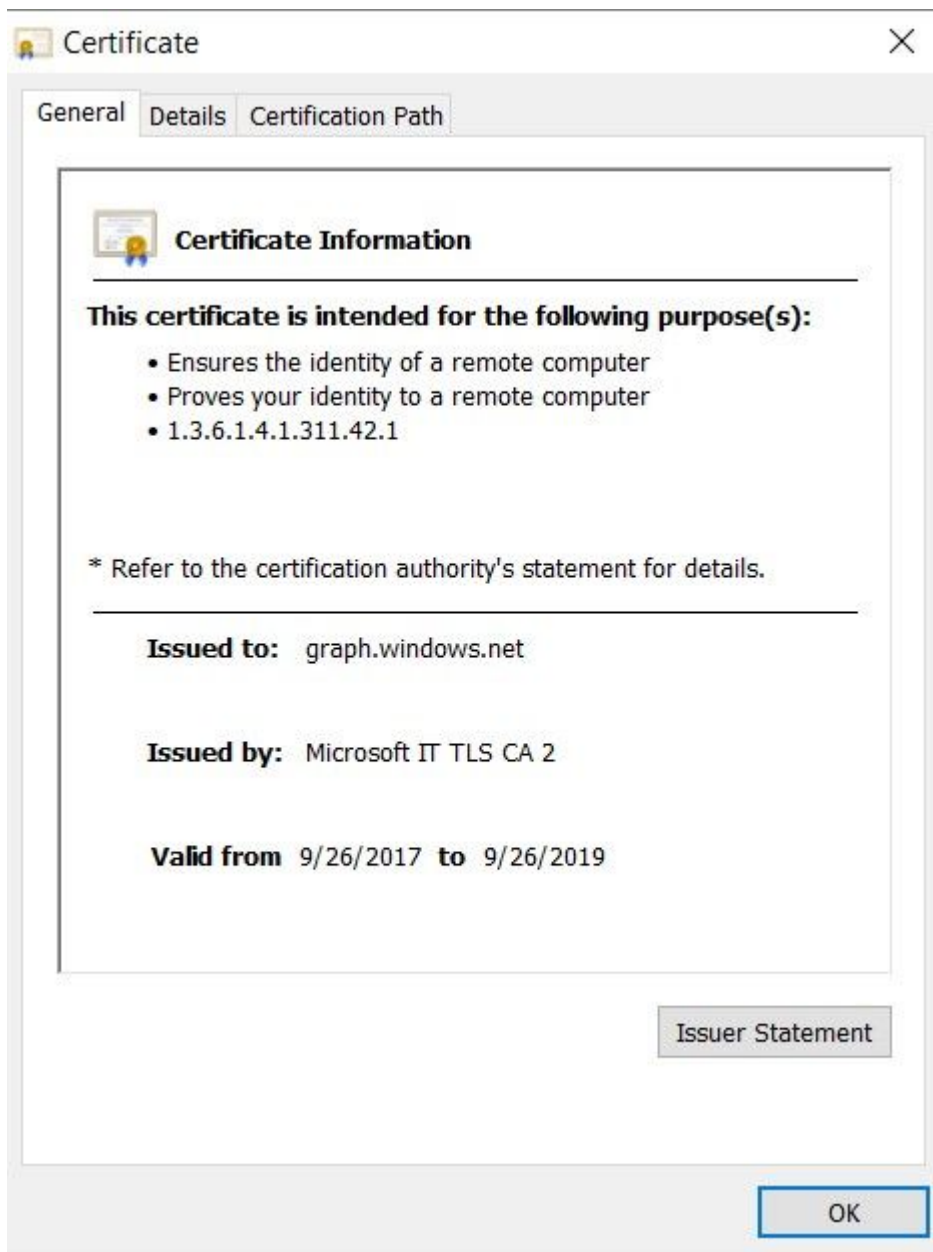 Certificate
General Details Certification Path
Certificate Information
This certificate is intended for the following purpose(s):
• Ensures the identity of a remote computer
• Proves your identity to a remote computer
• 1.3.6.1.4.1.311.42.1
* Refer to the certification authority's statement for details.
Issued to: graph.windows.net
Issued by: Microsoft IT TLS CA 2
Valid from 9/26/2017 to 9/26/2019
Issuer Statement
OK